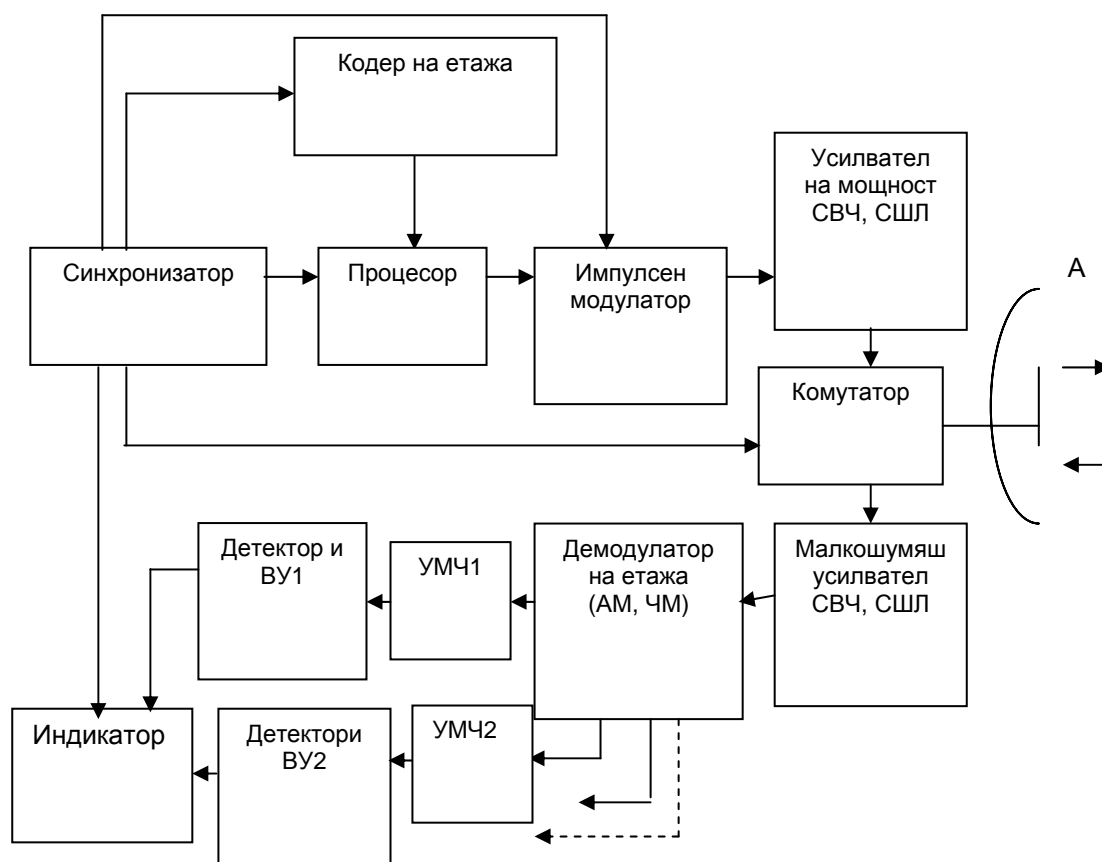 Кодер на етажа
Усилвател
на мощност
СВЧ, СШЛ
Синхронизатор
Процесор
Импулсен
модулатор
А
Комутатор
Детектор и
ВУ1
УМЧ1
Демодулатор
на етажа
(АМ, ЧМ)
Малкошумяш
усилвател
СВЧ, СШЛ
Индикатор
Детектори
ВУ2
УМЧ2